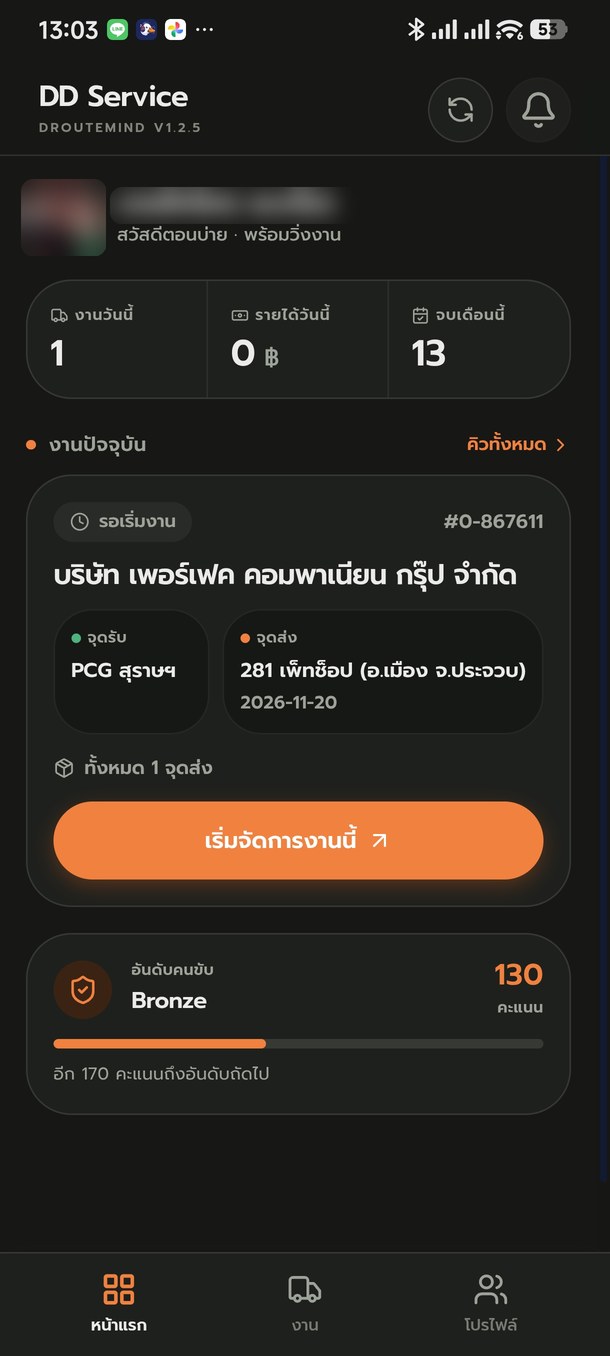 13:03
53
DD Service
DROUTEMIND V1.2.5
สวัสดีตอนบ่าย · พร้อมวิ่งงาน
งานวันนี้ รายได้วันนี้ จบเดือนนี้
1 0 ฿ 13
งานปัจจุบัน คิวทั้งหมด
รอเริ่มงาน #0-867611
บริษัท เพอร์เฟค คอมพาเนียน กรุ๊ป จำกัด
จุดรับ
PCG สุราษฯ
จุดส่ง
281 เพ็ทช็อป (อ.เมือง จ.ประจวบ)
2026-11-20
ทั้งหมด 1 จุดส่ง
เริ่มจัดการงานนี้
อันดับคนขับ
Bronze
130
คะแนน
อีก 170 คะแนนถึงอันดับถัดไป
หน้าแรก งาน โปรไฟล์